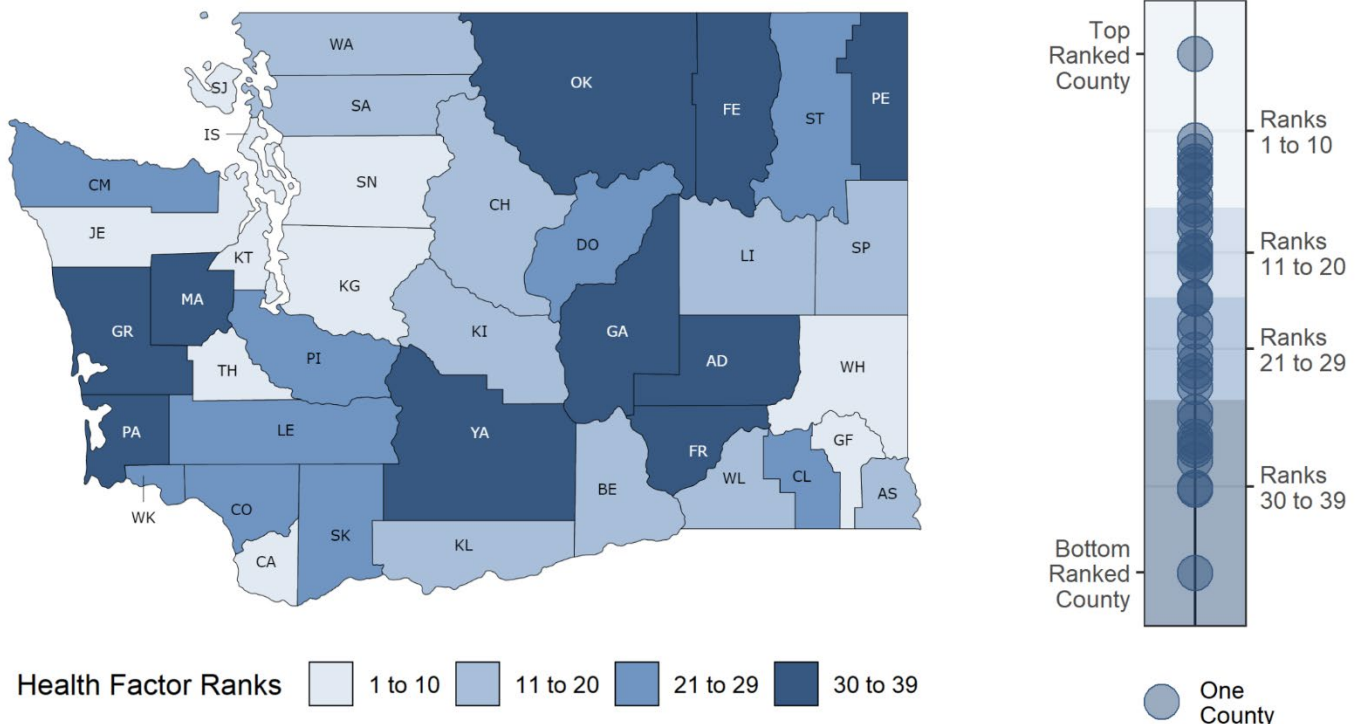 WA
OK
FE
PE
SJ
SA
ST
IS
SN
CM
CH
JE
DO
LI
SP
KT
KG
MA
GR
KI
GA
PI
AD
WH
TH
PA
LE
YA
FR
GF
WL
CL
BE
AS
WK
CO
SK
KL
CA
Health Factor Ranks
1 to 10
11 to 20
21 to 29
30 to 39
Top
Ranked
County
Ranks
1 to 10
Ranks
11 to 20
Ranks
21 to 29
Ranks
30 to 39
Bottom
Ranked
County
One
County